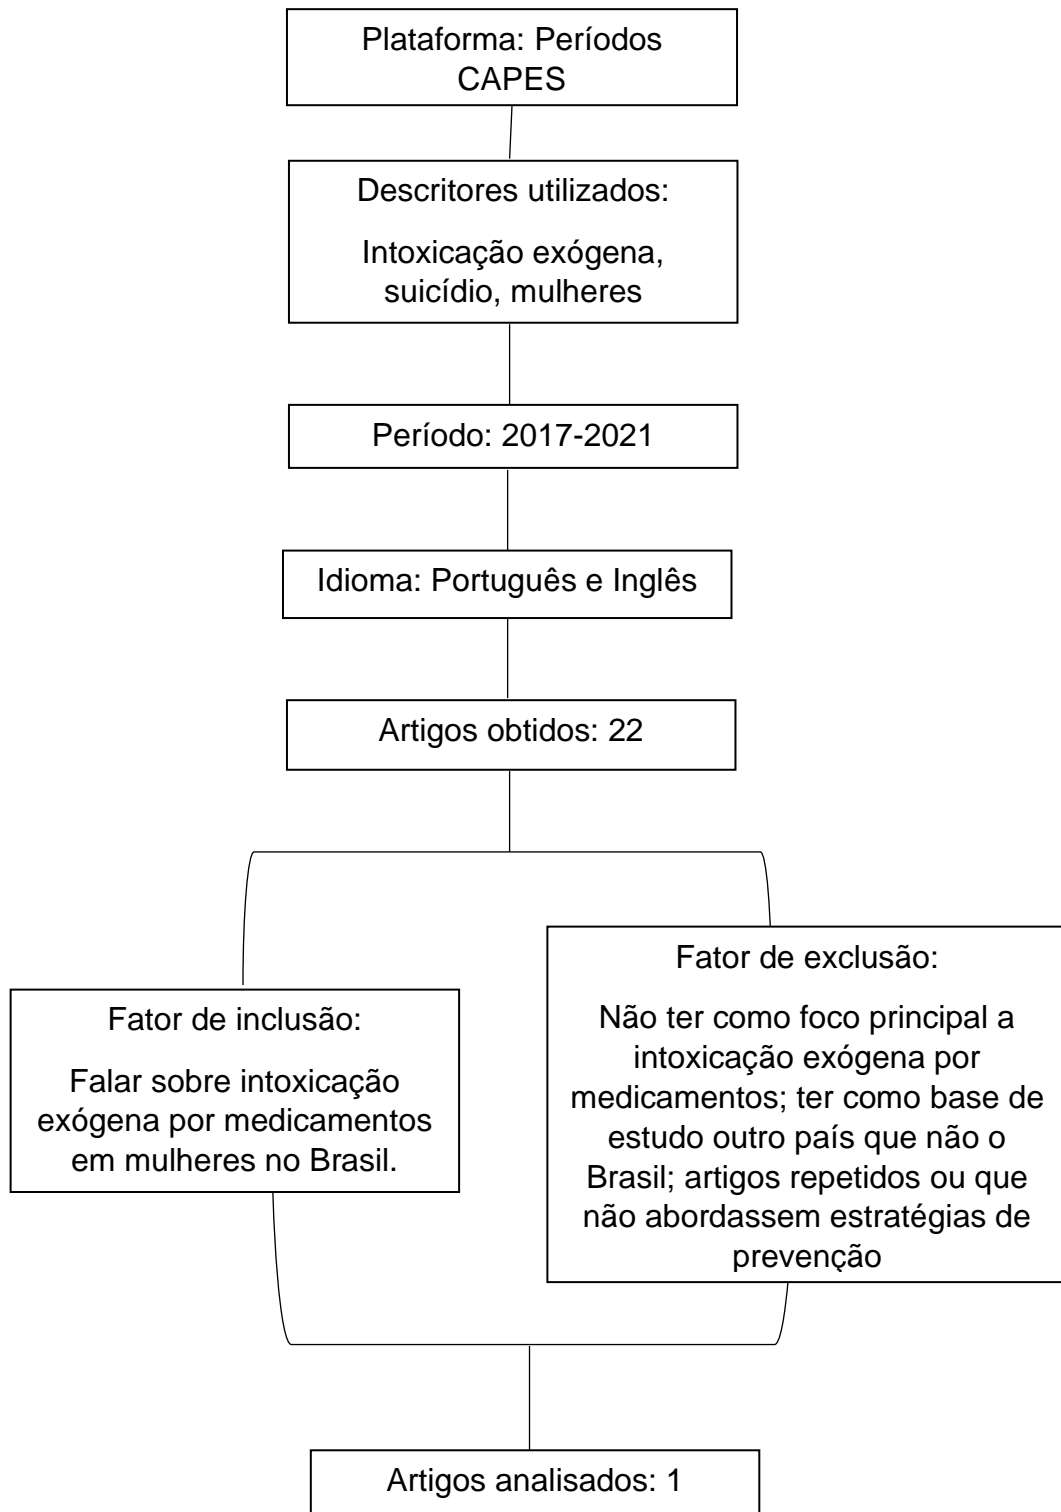 Plataforma: Períodos
CAPES
Descritores utilizados:
Intoxicação exógena,
suicídio, mulheres
Período: 2017-2021
Idioma: Português e Inglês
Artigos obtidos: 22
Fator de inclusão:
Falar sobre intoxicação
exógena por medicamentos
em mulheres no Brasil.
Fator de exclusão:
Não ter como foco principal a
intoxicação exógena por
medicamentos; ter como base de
estudo outro país que não o
Brasil; artigos repetidos ou que
não abordassem estratégias de
prevenção
Artigos analisados: 1